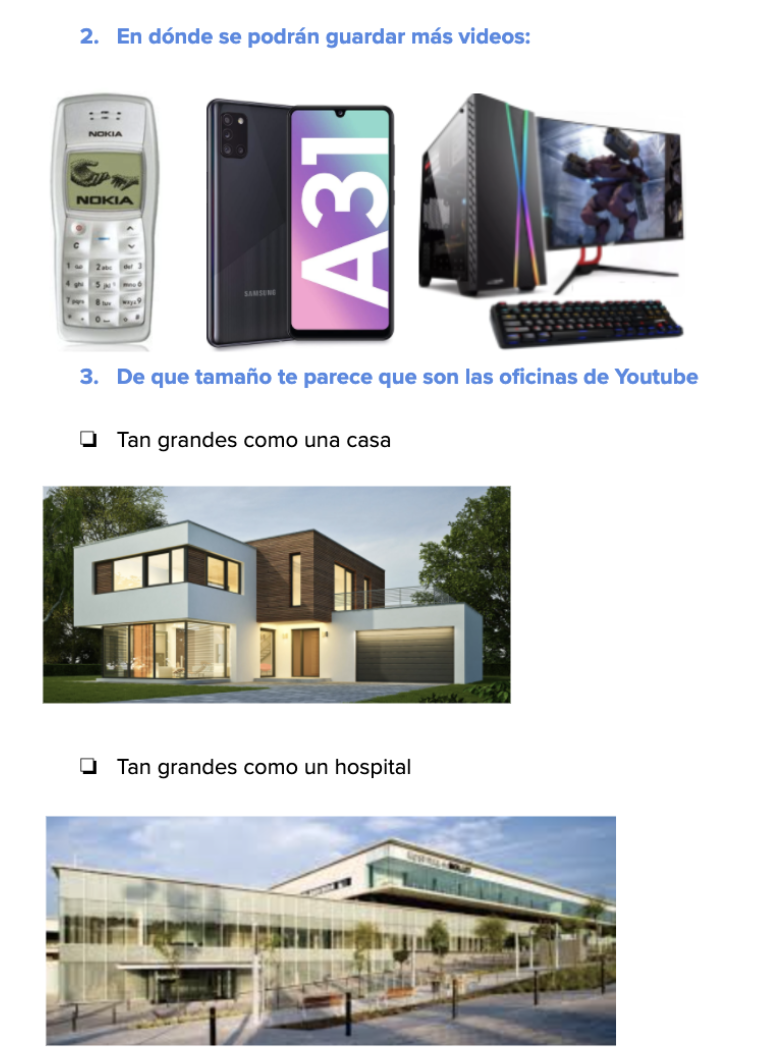 2. En dónde se podrán guardar más videos:
NOKIA
NOKIA
SAMSUNG
A31
3. De que tamaño te parece que son las oficinas de Youtube
❏ Tan grandes como una casa
❏ Tan grandes como un hospital